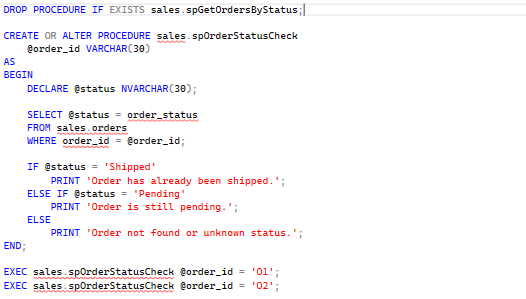 DROP PROCEDURE IF EXISTS sales.spGetOrdersByStatus;
CREATE OR ALTER PROCEDURE sales.spOrderStatusCheck
@order_id VARCHAR(30)
AS
BEGIN
DECLARE @status NVARCHAR(30);
SELECT @status = order_status
FROM sales.orders
WHERE order_id = @order_id;
IF @status = 'Shipped'
PRINT 'Order has already been shipped.';
ELSE IF @status = 'Pending'
PRINT 'Order is still pending.';
ELSE
PRINT 'Order not found or unknown status.';
END;
EXEC sales.spOrderStatusCheck @order_id = 'O1';
EXEC sales.spOrderStatusCheck @order_id = 'O2';